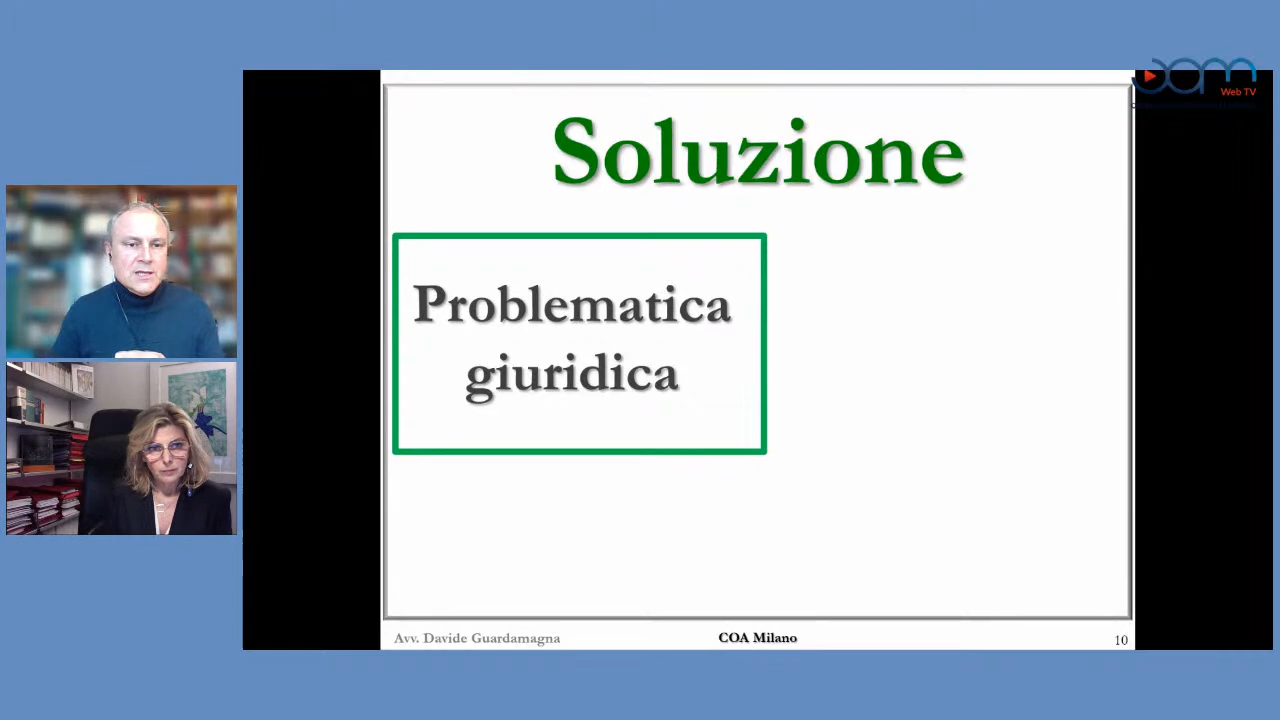 Web TV
Soluzione
Problematica
giuridica
Avv. Davide Guardamagna
COA Milano
10